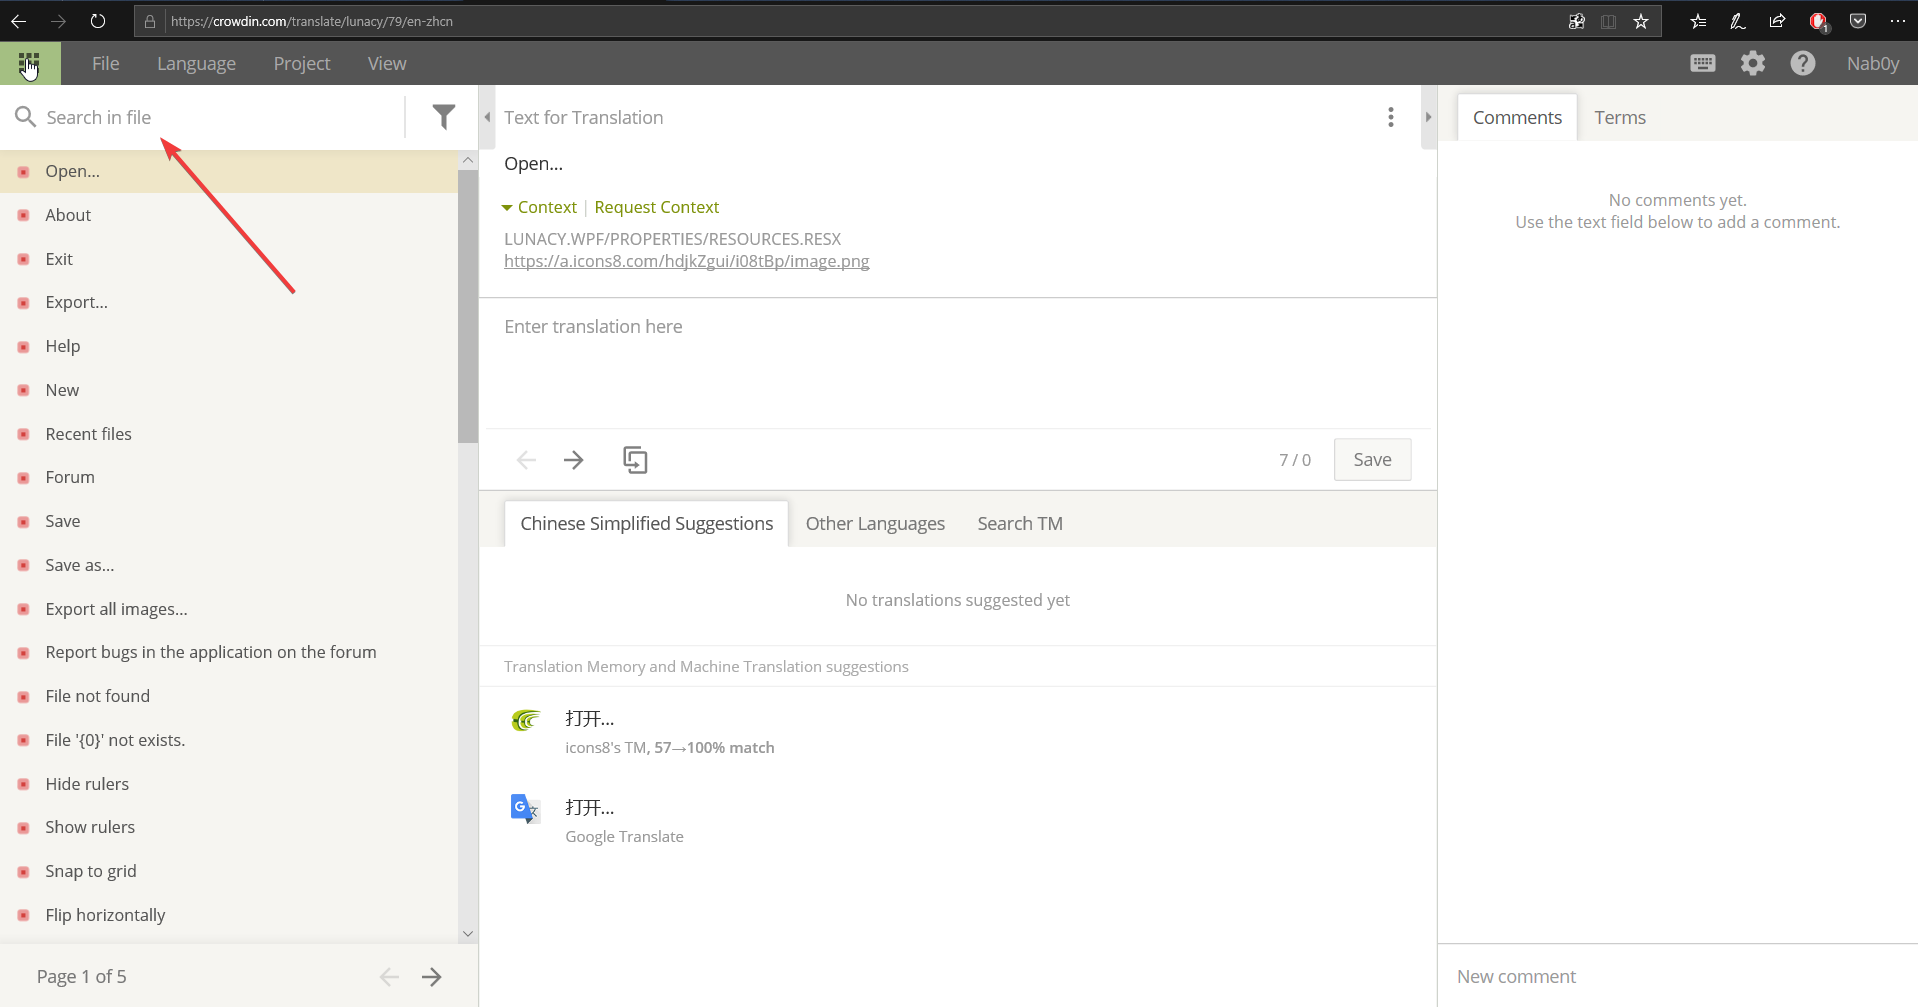 https://crowdin.com/translate/lunacy/79/en-zhcn
1
File
Language
Project
View
Nab0y
Search in file
Open...
About
Exit
Export...
Help
New
Recent files
Forum
Save
Save as...
Export all images...
Report bugs in the application on the forum
File not found
File '{0}' not exists.
Hide rulers
Show rulers
Snap to grid
Flip horizontally
Page 1 of 5
Text for Translation
Open...
Context | Request Context
LUNACY.WPF/PROPERTIES/RESOURCES.RESX
https://a.icons8.com/hdjkZgui/i08tBp/image.png
Enter translation here
7 / 0
Save
Chinese Simplified Suggestions
Other Languages
Search TM
No translations suggested yet
Translation Memory and Machine Translation suggestions
打开...
icons8's TM, 57→100% match
G 文
打开...
Google Translate
Comments
Terms
No comments yet.
Use the text field below to add a comment.
New comment